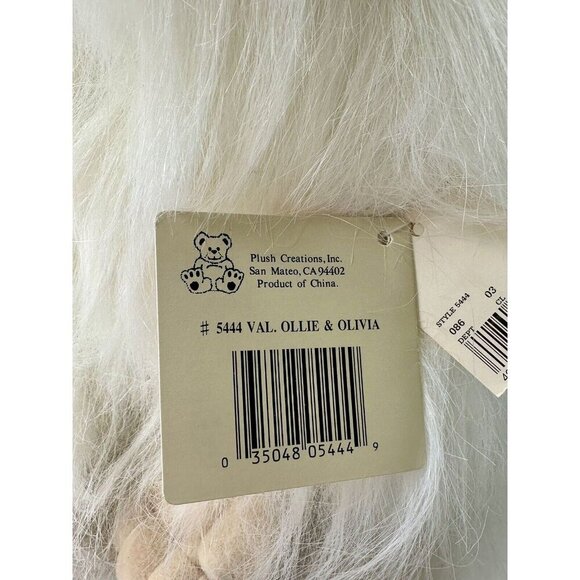 Plush Creations, Inc.
San Mateo, CA 94402
Product of China.
# 5444 VAL. OLLIE & OLIVIA
0 35048 05444 9
STYLE 5444
086 03
DEPT CL